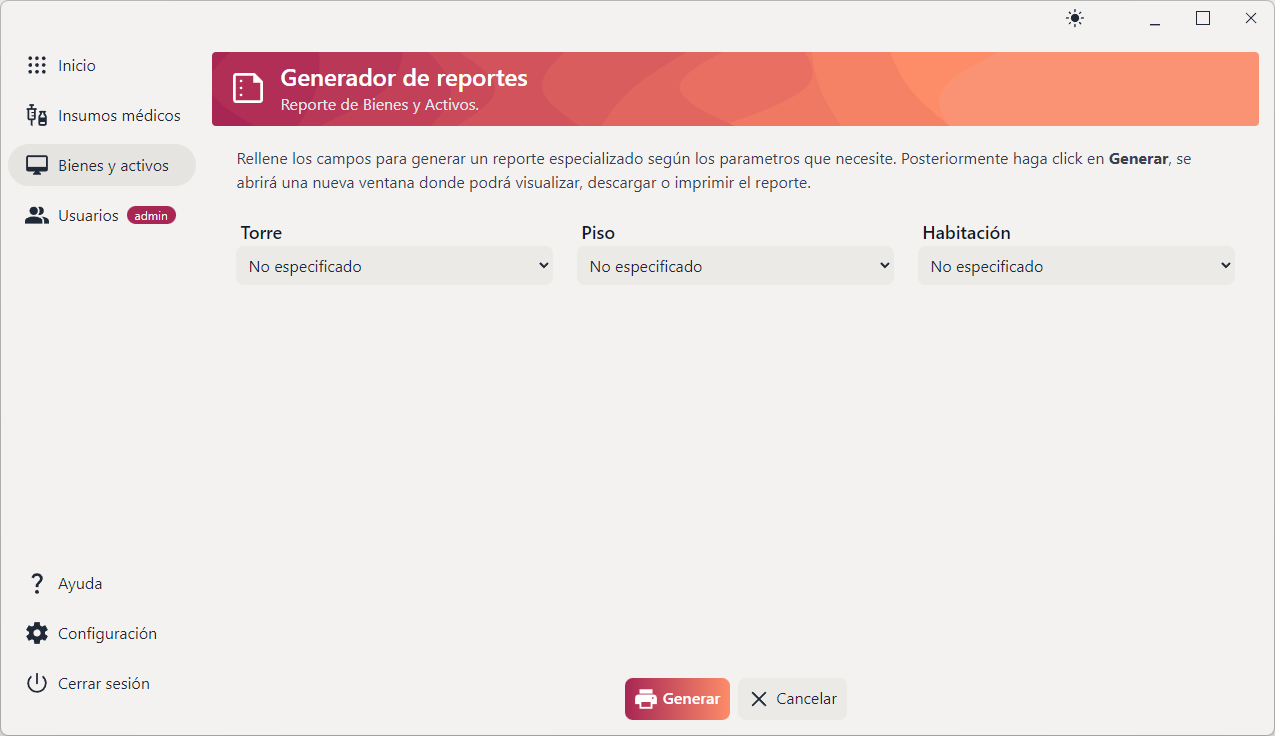 Inicio
Insumos médicos
Bienes y activos
Usuarios admin
Ayuda
Configuración
Cerrar sesión
Generador de reportes
Reporte de Bienes y Activos.
Rellene los campos para generar un reporte especializado según los parametros que necesite. Posteriormente haga click en Generar, se
abrirá una nueva ventana donde podrá visualizar, descargar o imprimir el reporte.
Torre Piso Habitación
No especificado No especificado No especificado
Generar Cancelar